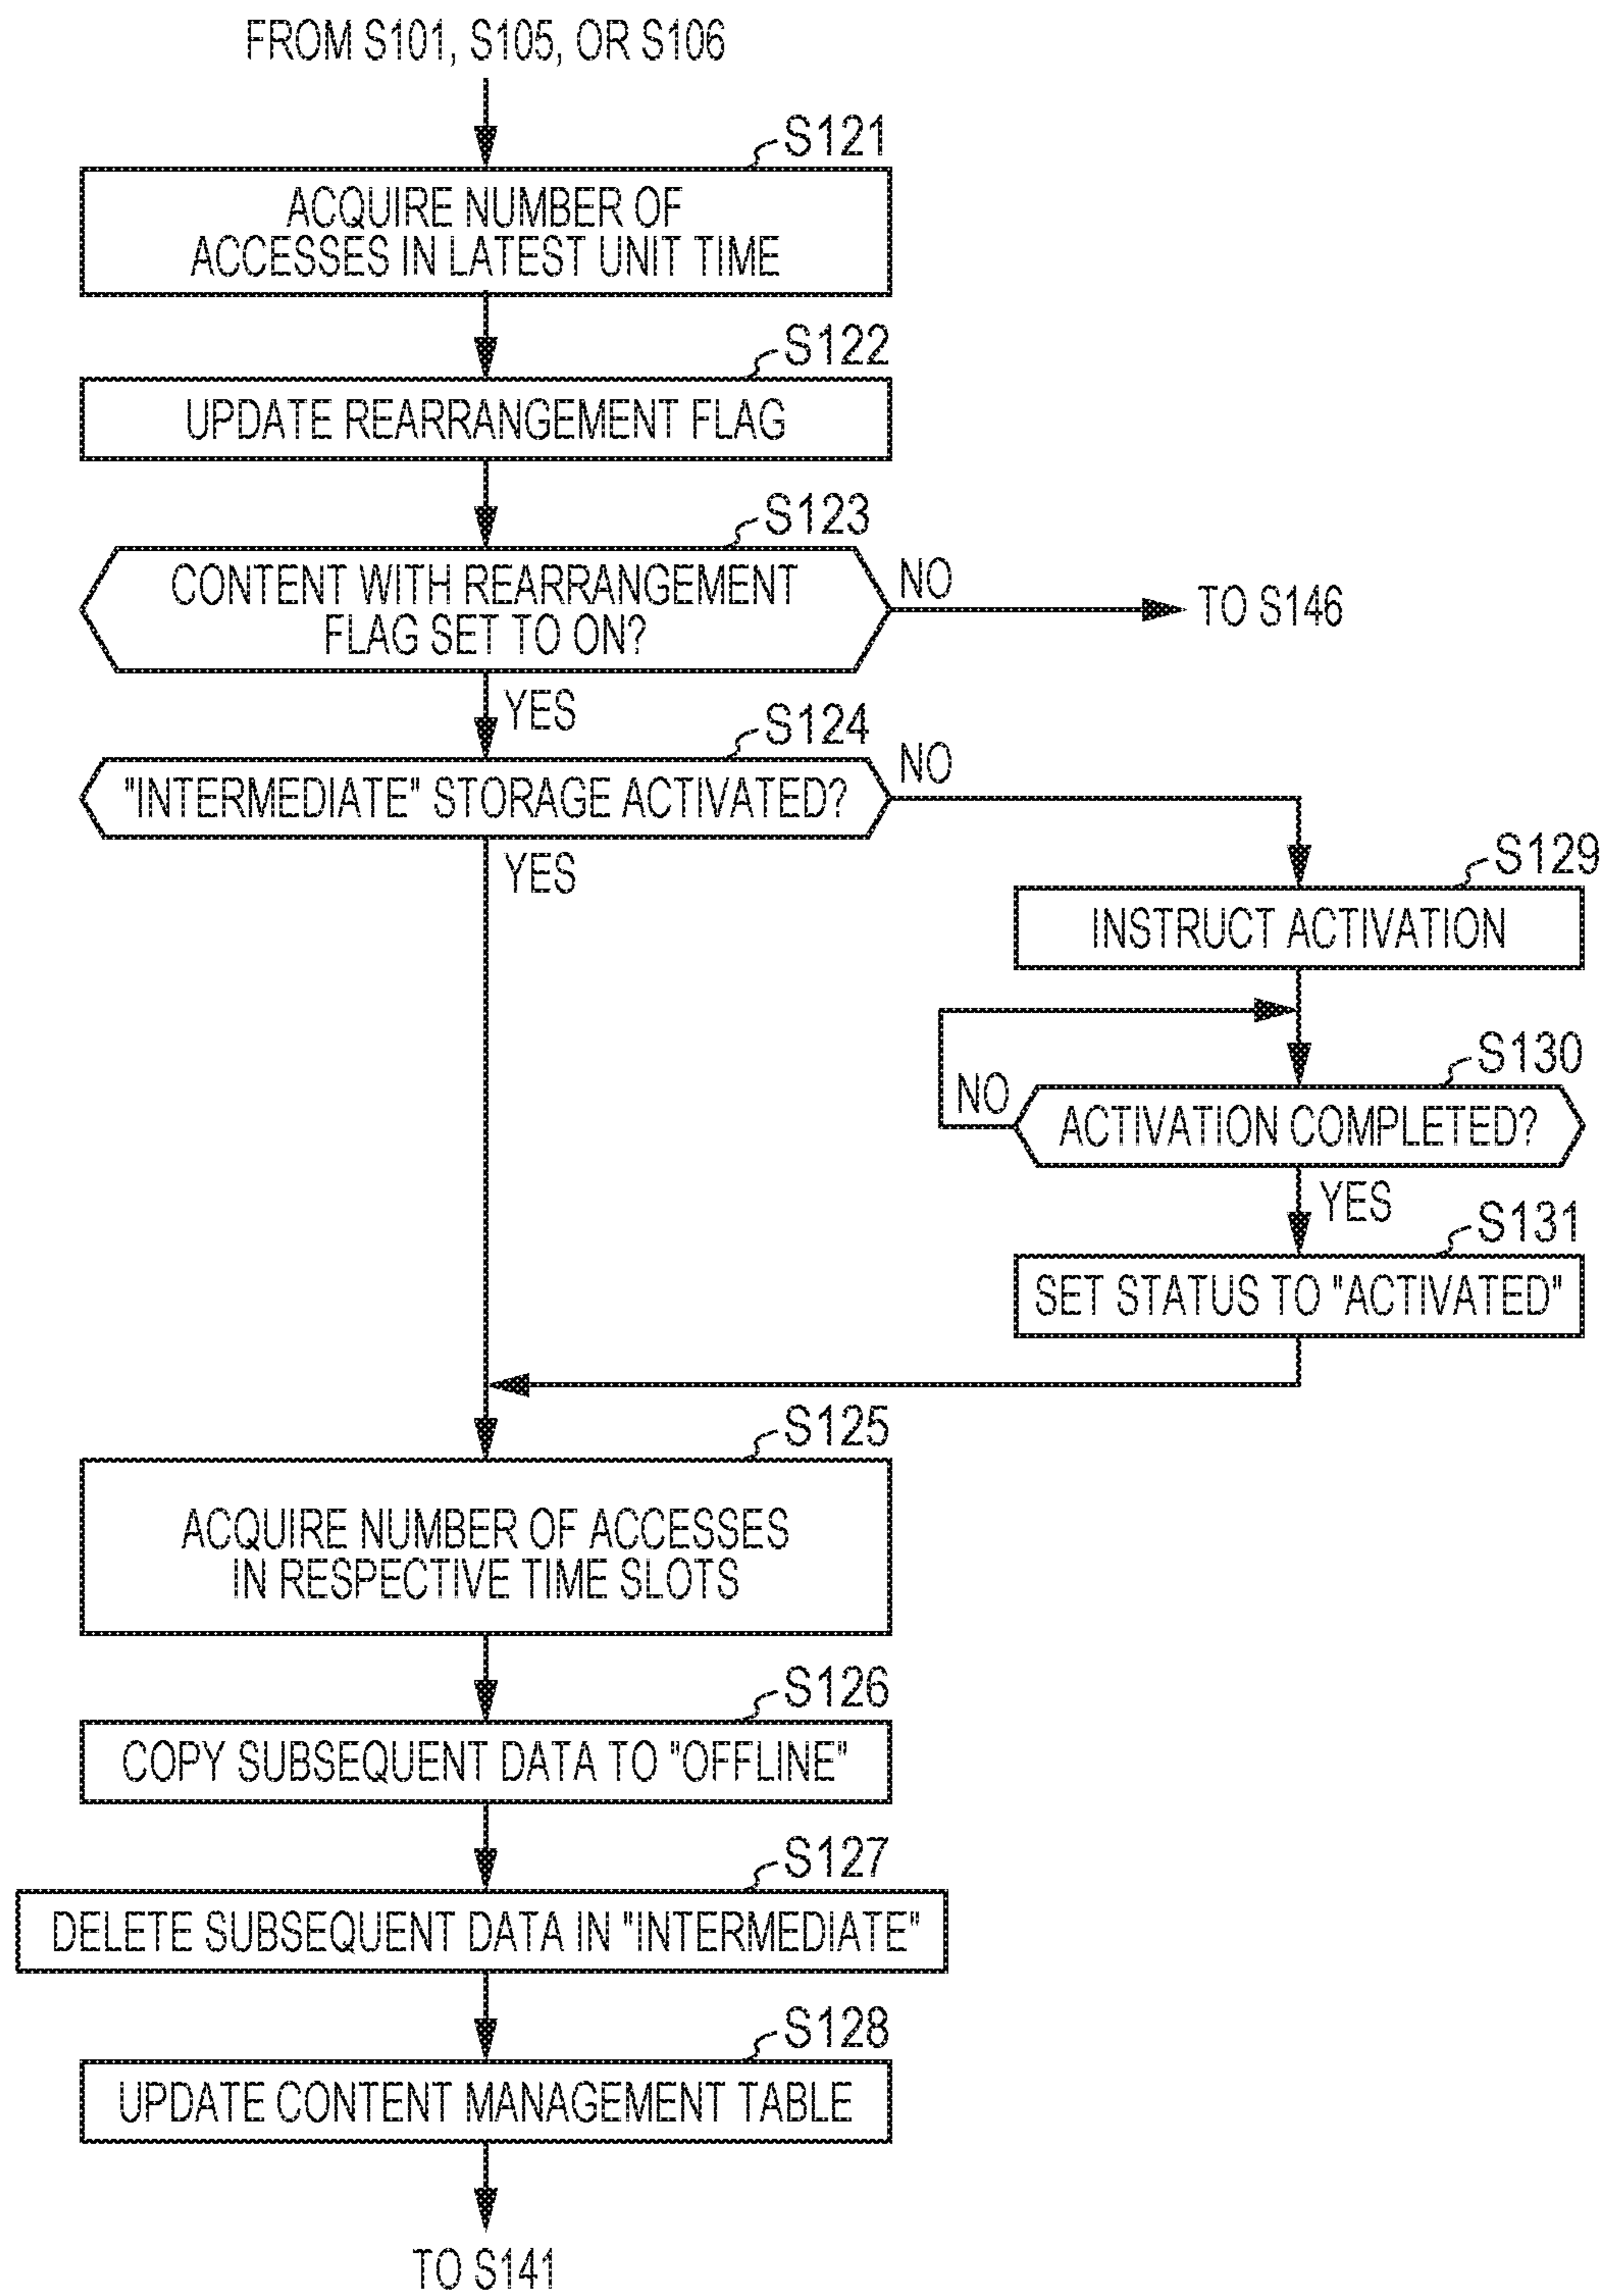 FROM S101, S105, OR S106
S121
ACQUIRE NUMBER OF
ACCESSES IN LATEST UNIT TIME
S122
UPDATE REARRANGEMENT FLAG
S123
CONTENT WITH REARRANGEMENT
FLAG SET TO ON?
NO
TO S146
YES
S124
"INTERMEDIATE" STORAGE ACTIVATED?
NO
YES
S129
INSTRUCT ACTIVATION
S130
NO
ACTIVATION COMPLETED?
YES
S131
SET STATUS TO "ACTIVATED"
S125
ACQUIRE NUMBER OF ACCESSES
IN RESPECTIVE TIME SLOTS
S126
COPY SUBSEQUENT DATA TO "OFFLINE"
S127
DELETE SUBSEQUENT DATA IN "INTERMEDIATE"
S128
UPDATE CONTENT MANAGEMENT TABLE
TO S141